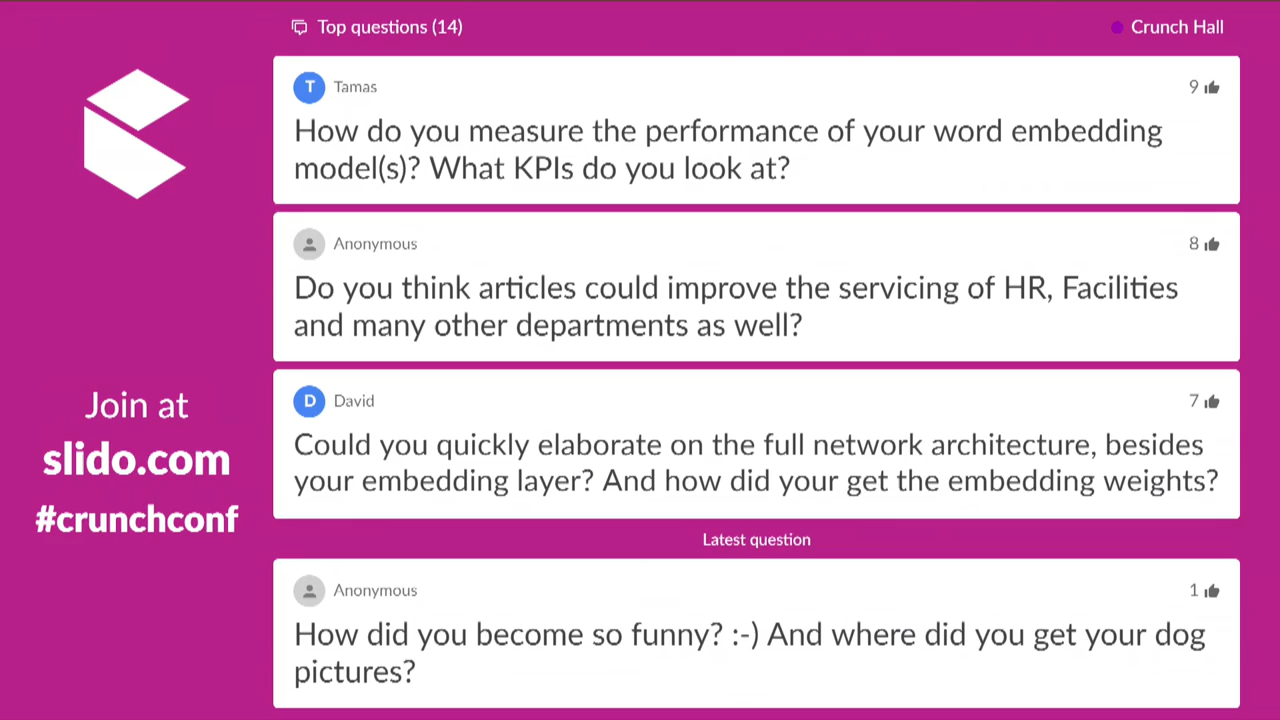 Top questions (14)
Crunch Hall
T Tamas
9
How do you measure the performance of your word embedding
model(s)? What KPIs do you look at?
Anonymous
8
Do you think articles could improve the servicing of HR, Facilities
and many other departments as well?
D David
7
Could you quickly elaborate on the full network architecture, besides
your embedding layer? And how did your get the embedding weights?
Join at
slido.com
#crunchconf
Latest question
Anonymous
1
How did you become so funny? :-) And where did you get your dog
pictures?